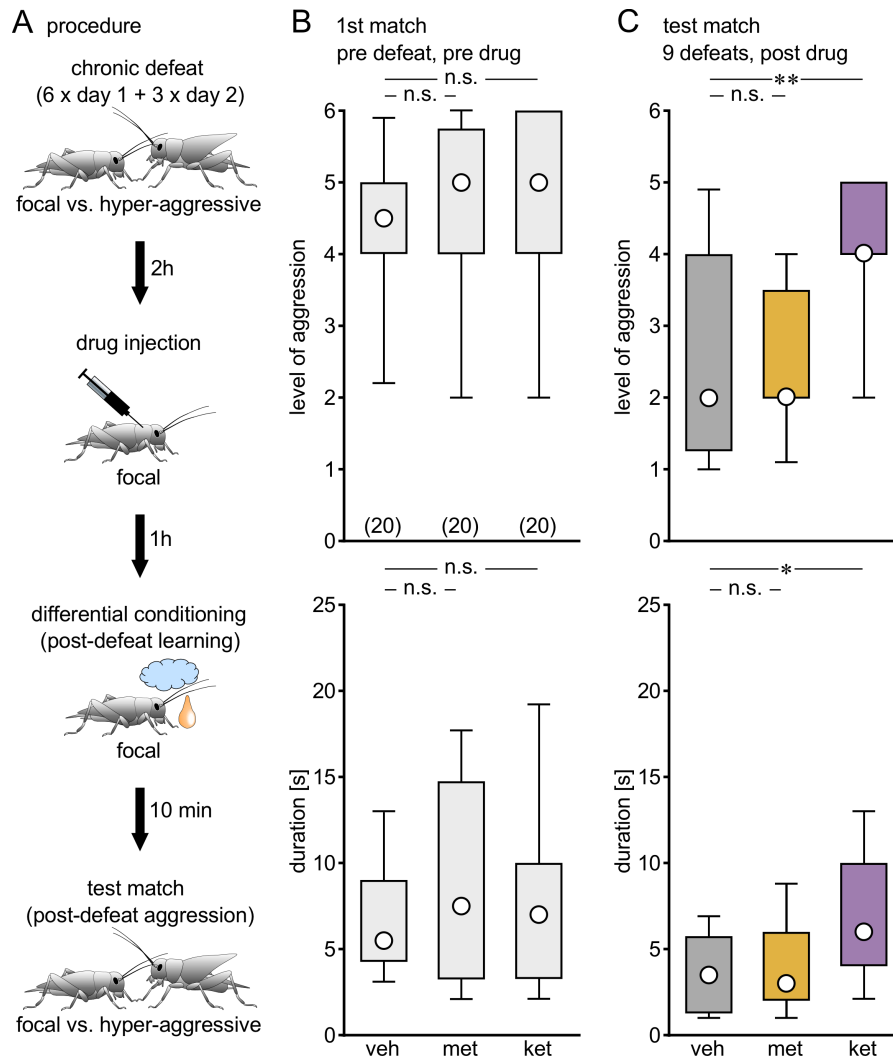 A procedure
chronic defeat
(6 x day 1 + 3 x day 2)
focal vs. hyper-aggressive
2h
drug injection
focal
1h
differential conditioning
(post-defeat learning)
focal
10 min
test match
(post-defeat aggression)
focal vs. hyper-aggressive
B 1st match
pre defeat, pre drug
n.s.
n.s.
level of aggression
6
5
4
3
2
1
0
(20) (20) (20)
n.s.
n.s.
duration [s]
25
20
15
10
5
0
veh met ket
C test match
9 defeats, post drug
**
n.s.
level of aggression
6
5
4
3
2
1
0
*
n.s.
duration [s]
25
20
15
10
5
0
veh met ket